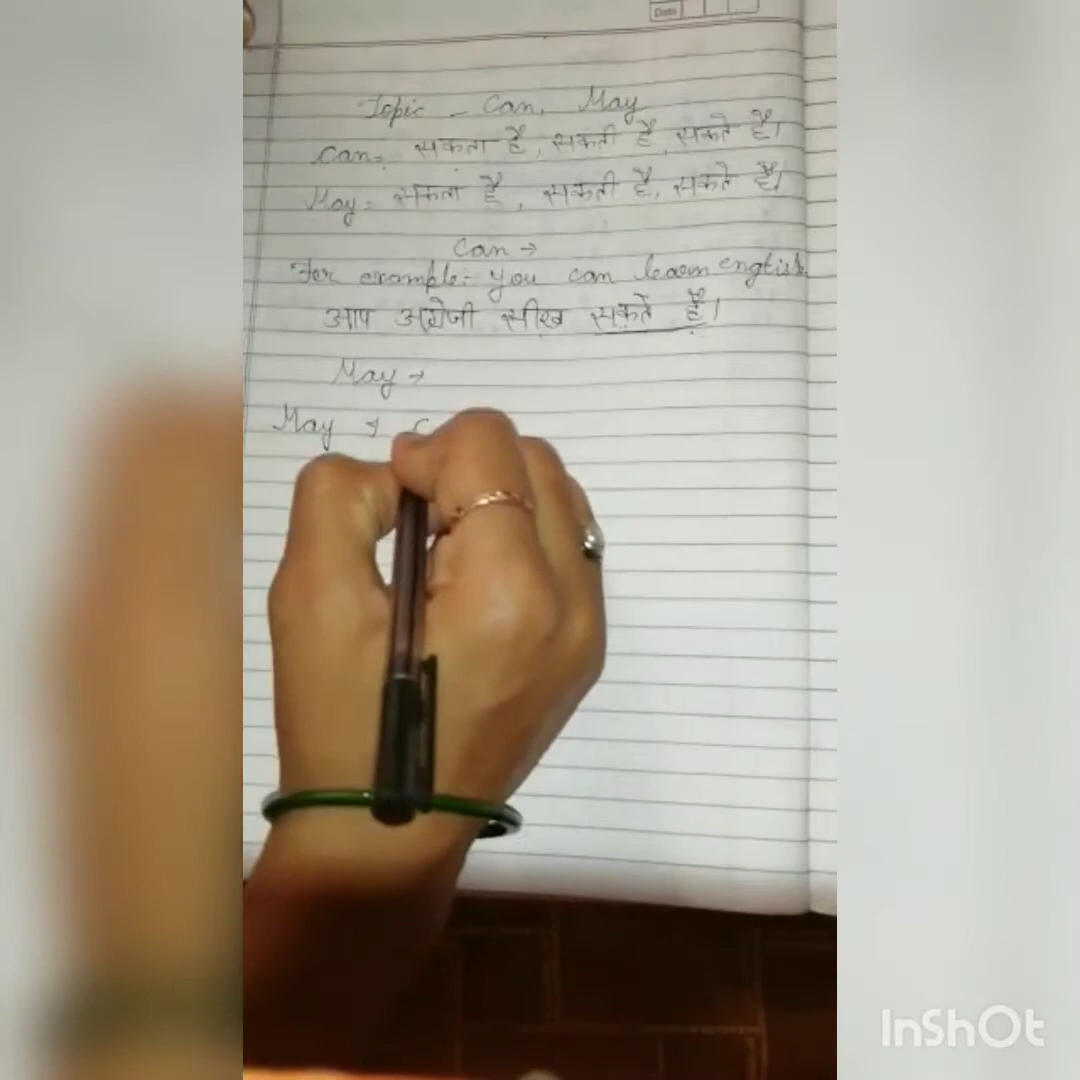 Date
Topic - Can, May
Can = सकता है, सकती है, सकते है।
May = सकता है, सकती है, सकते है।
Can →
For example:- you can learn english
आप अंग्रेजी सीख सकते है।
May →
May I
InShOt